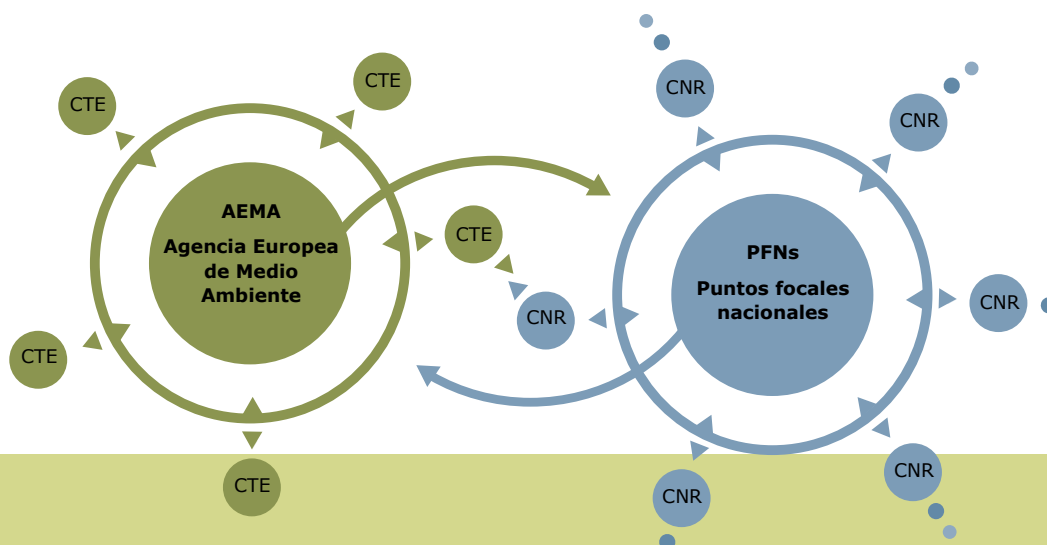 CTE
CTE
AEMA
Agencia Europea
de Medio
Ambiente
CTE
CTE
CTE
CNR
CNR
PFNs
Puntos focales
nacionales
CNR
CNR
CNR
CNR